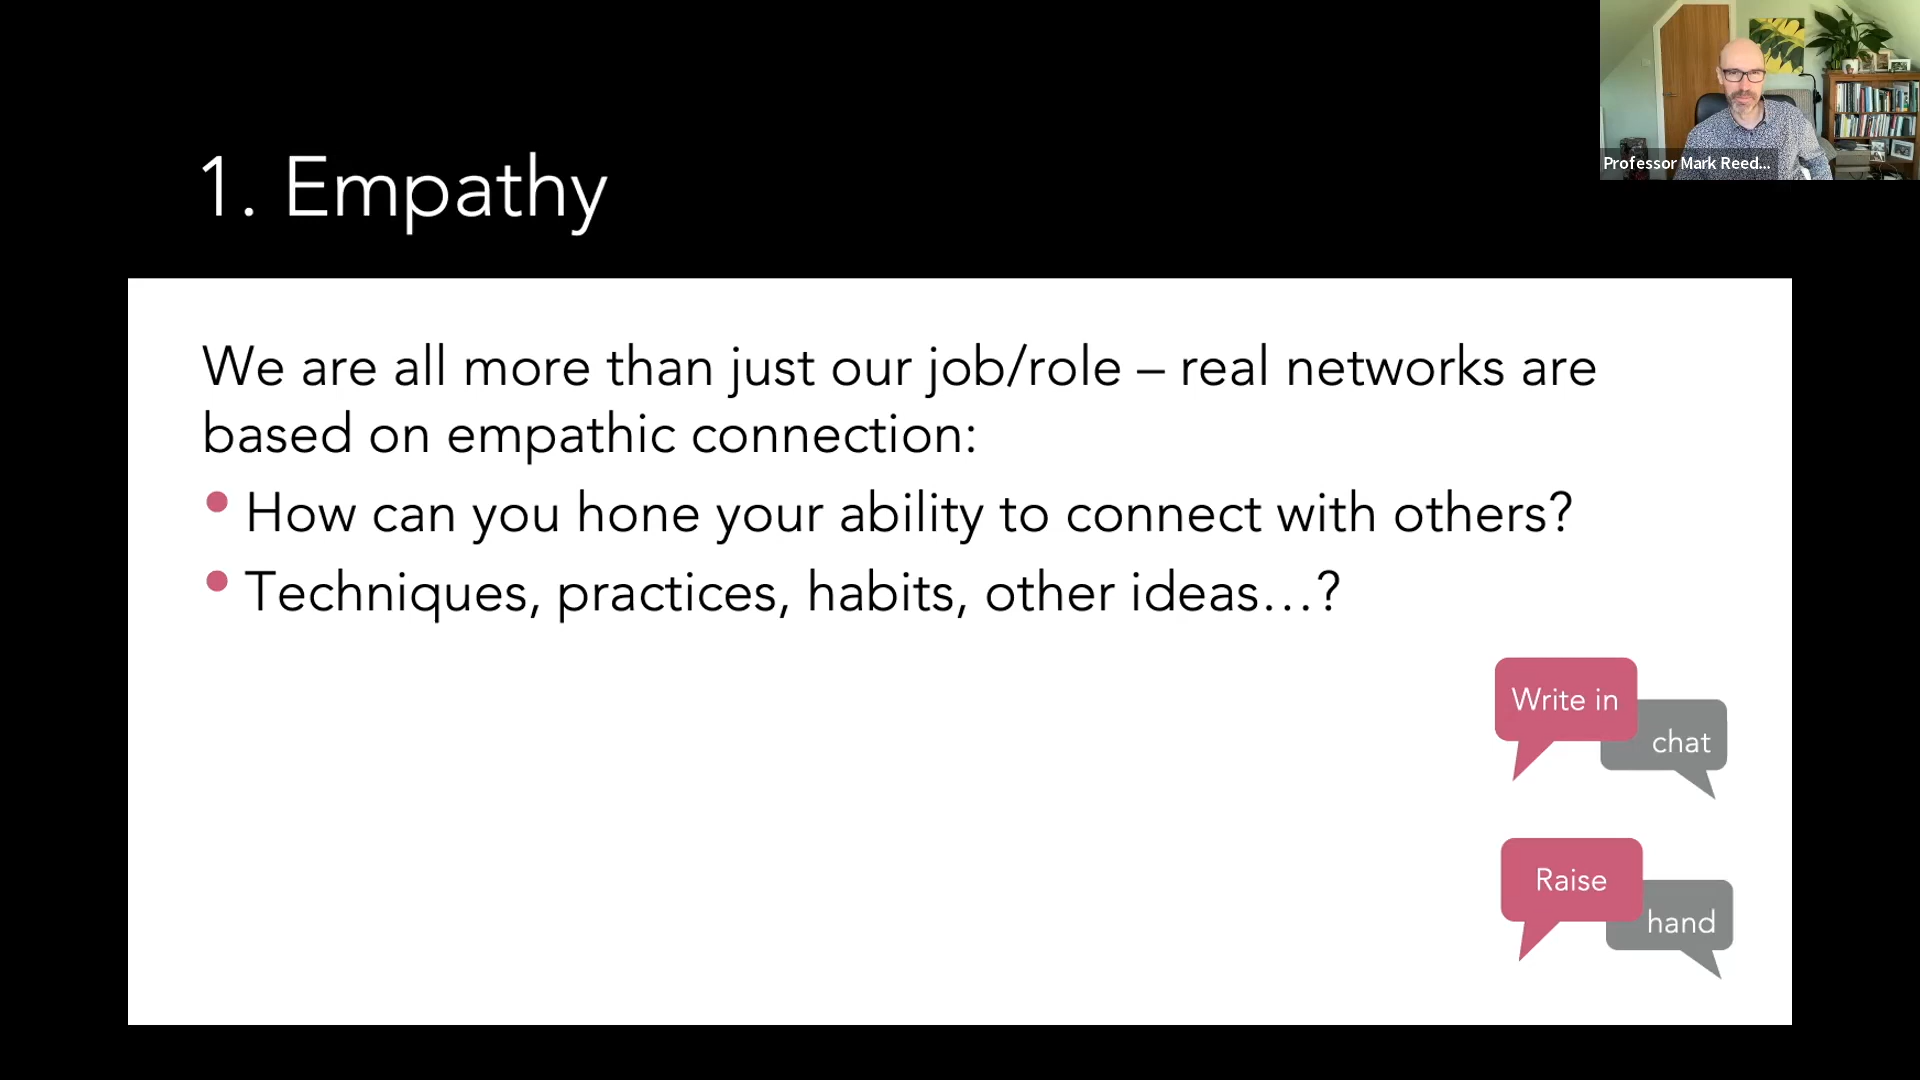 1. Empathy
Professor Mark Reed...
We are all more than just our job/role – real networks are
based on empathic connection:
• How can you hone your ability to connect with others?
• Techniques, practices, habits, other ideas…?
Write in
chat
Raise
hand